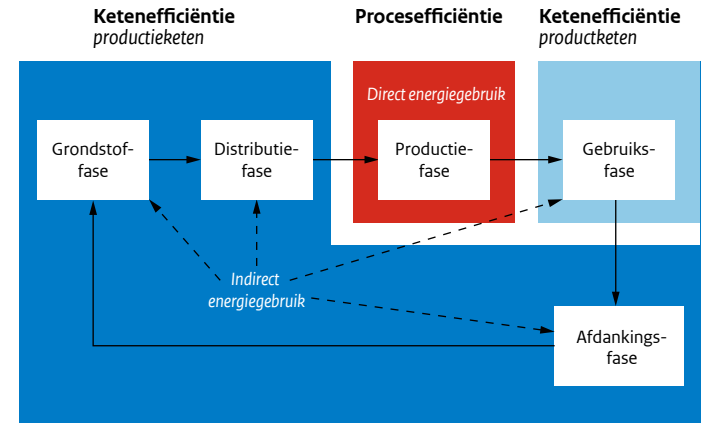 Ketenefficiëntie
productieketen
Procesefficiëntie
Ketenefficiëntie
productketen
Direct energiegebruik
Grondstof-
fase
Distributie-
fase
Productie-
fase
Gebruiks-
fase
Indirect
energiegebruik
Afdankings-
fase